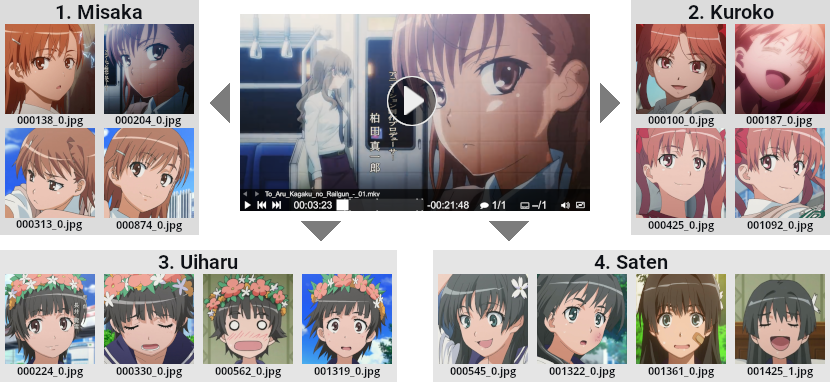 1. Misaka
000138_0.jpg
000204_0.jpg
000313_0.jpg
000874_0.jpg
柏田真一郎
To_Aru_Kagaku_no_Railgun_-_01.mkv
00:03:23
-00:21:48
1/1
–/1
2. Kuroko
000100_0.jpg
000187_0.jpg
000425_0.jpg
001092_0.jpg
3. Uiharu
000224_0.jpg
000330_0.jpg
000562_0.jpg
001319_0.jpg
4. Saten
000545_0.jpg
001322_0.jpg
001361_0.jpg
001425_1.jpg